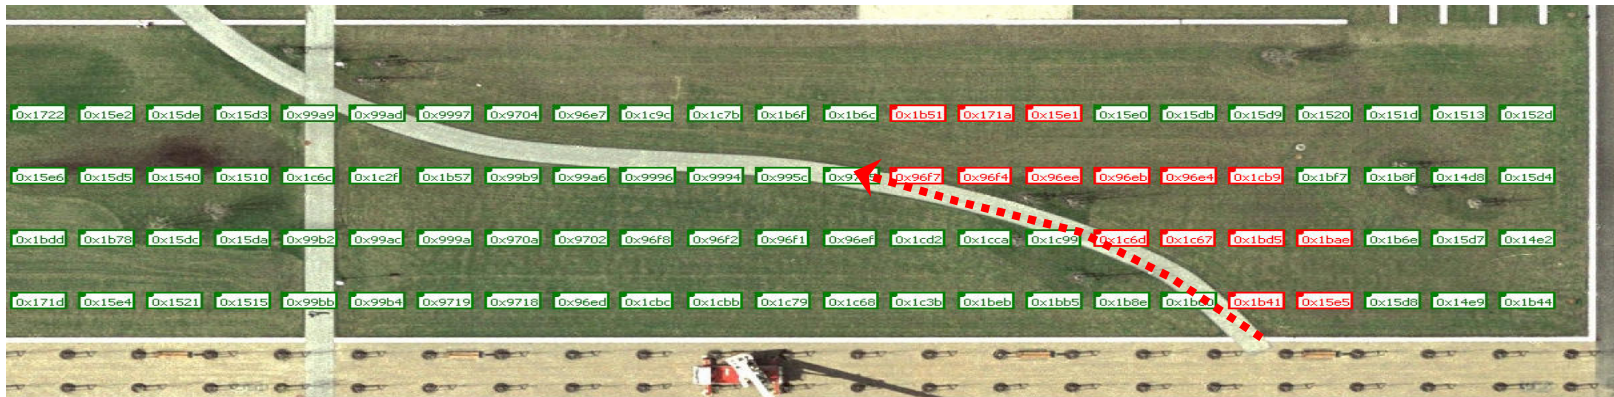 0x1722 0x15e2 0x15de 0x15d3 0x99a9 0x99ad 0x9997 0x9704 0x96e7 0x1c9c 0x1c7b 0x1b6f 0x1b6c 0x1b51 0x171a 0x15e1 0x15e0 0x15db 0x15d9 0x1520 0x151d 0x1513 0x152d
0x15e6 0x15d5 0x1540 0x1510 0x1c6c 0x1c2f 0x1b57 0x99b9 0x99a6 0x9996 0x9994 0x995c 0x96f7 0x96f4 0x96ee 0x96eb 0x96e4 0x1cb9 0x1bf7 0x1b8f 0x14d8 0x15d4
0x1bdd 0x1b78 0x15dc 0x15da 0x99b2 0x99ac 0x999a 0x970a 0x9702 0x96f8 0x96f2 0x96f1 0x96ef 0x1cd2 0x1cca 0x1c99 0x1c6d 0x1c67 0x1bd5 0x1bae 0x1b6e 0x15d7 0x14e2
0x171d 0x15e4 0x1521 0x1515 0x99bb 0x99b4 0x9719 0x9718 0x96ed 0x1cbc 0x1cbb 0x1c79 0x1c68 0x1c3b 0x1beb 0x1bb5 0x1b8e 0x1b41 0x15e5 0x15d8 0x14e9 0x1b44